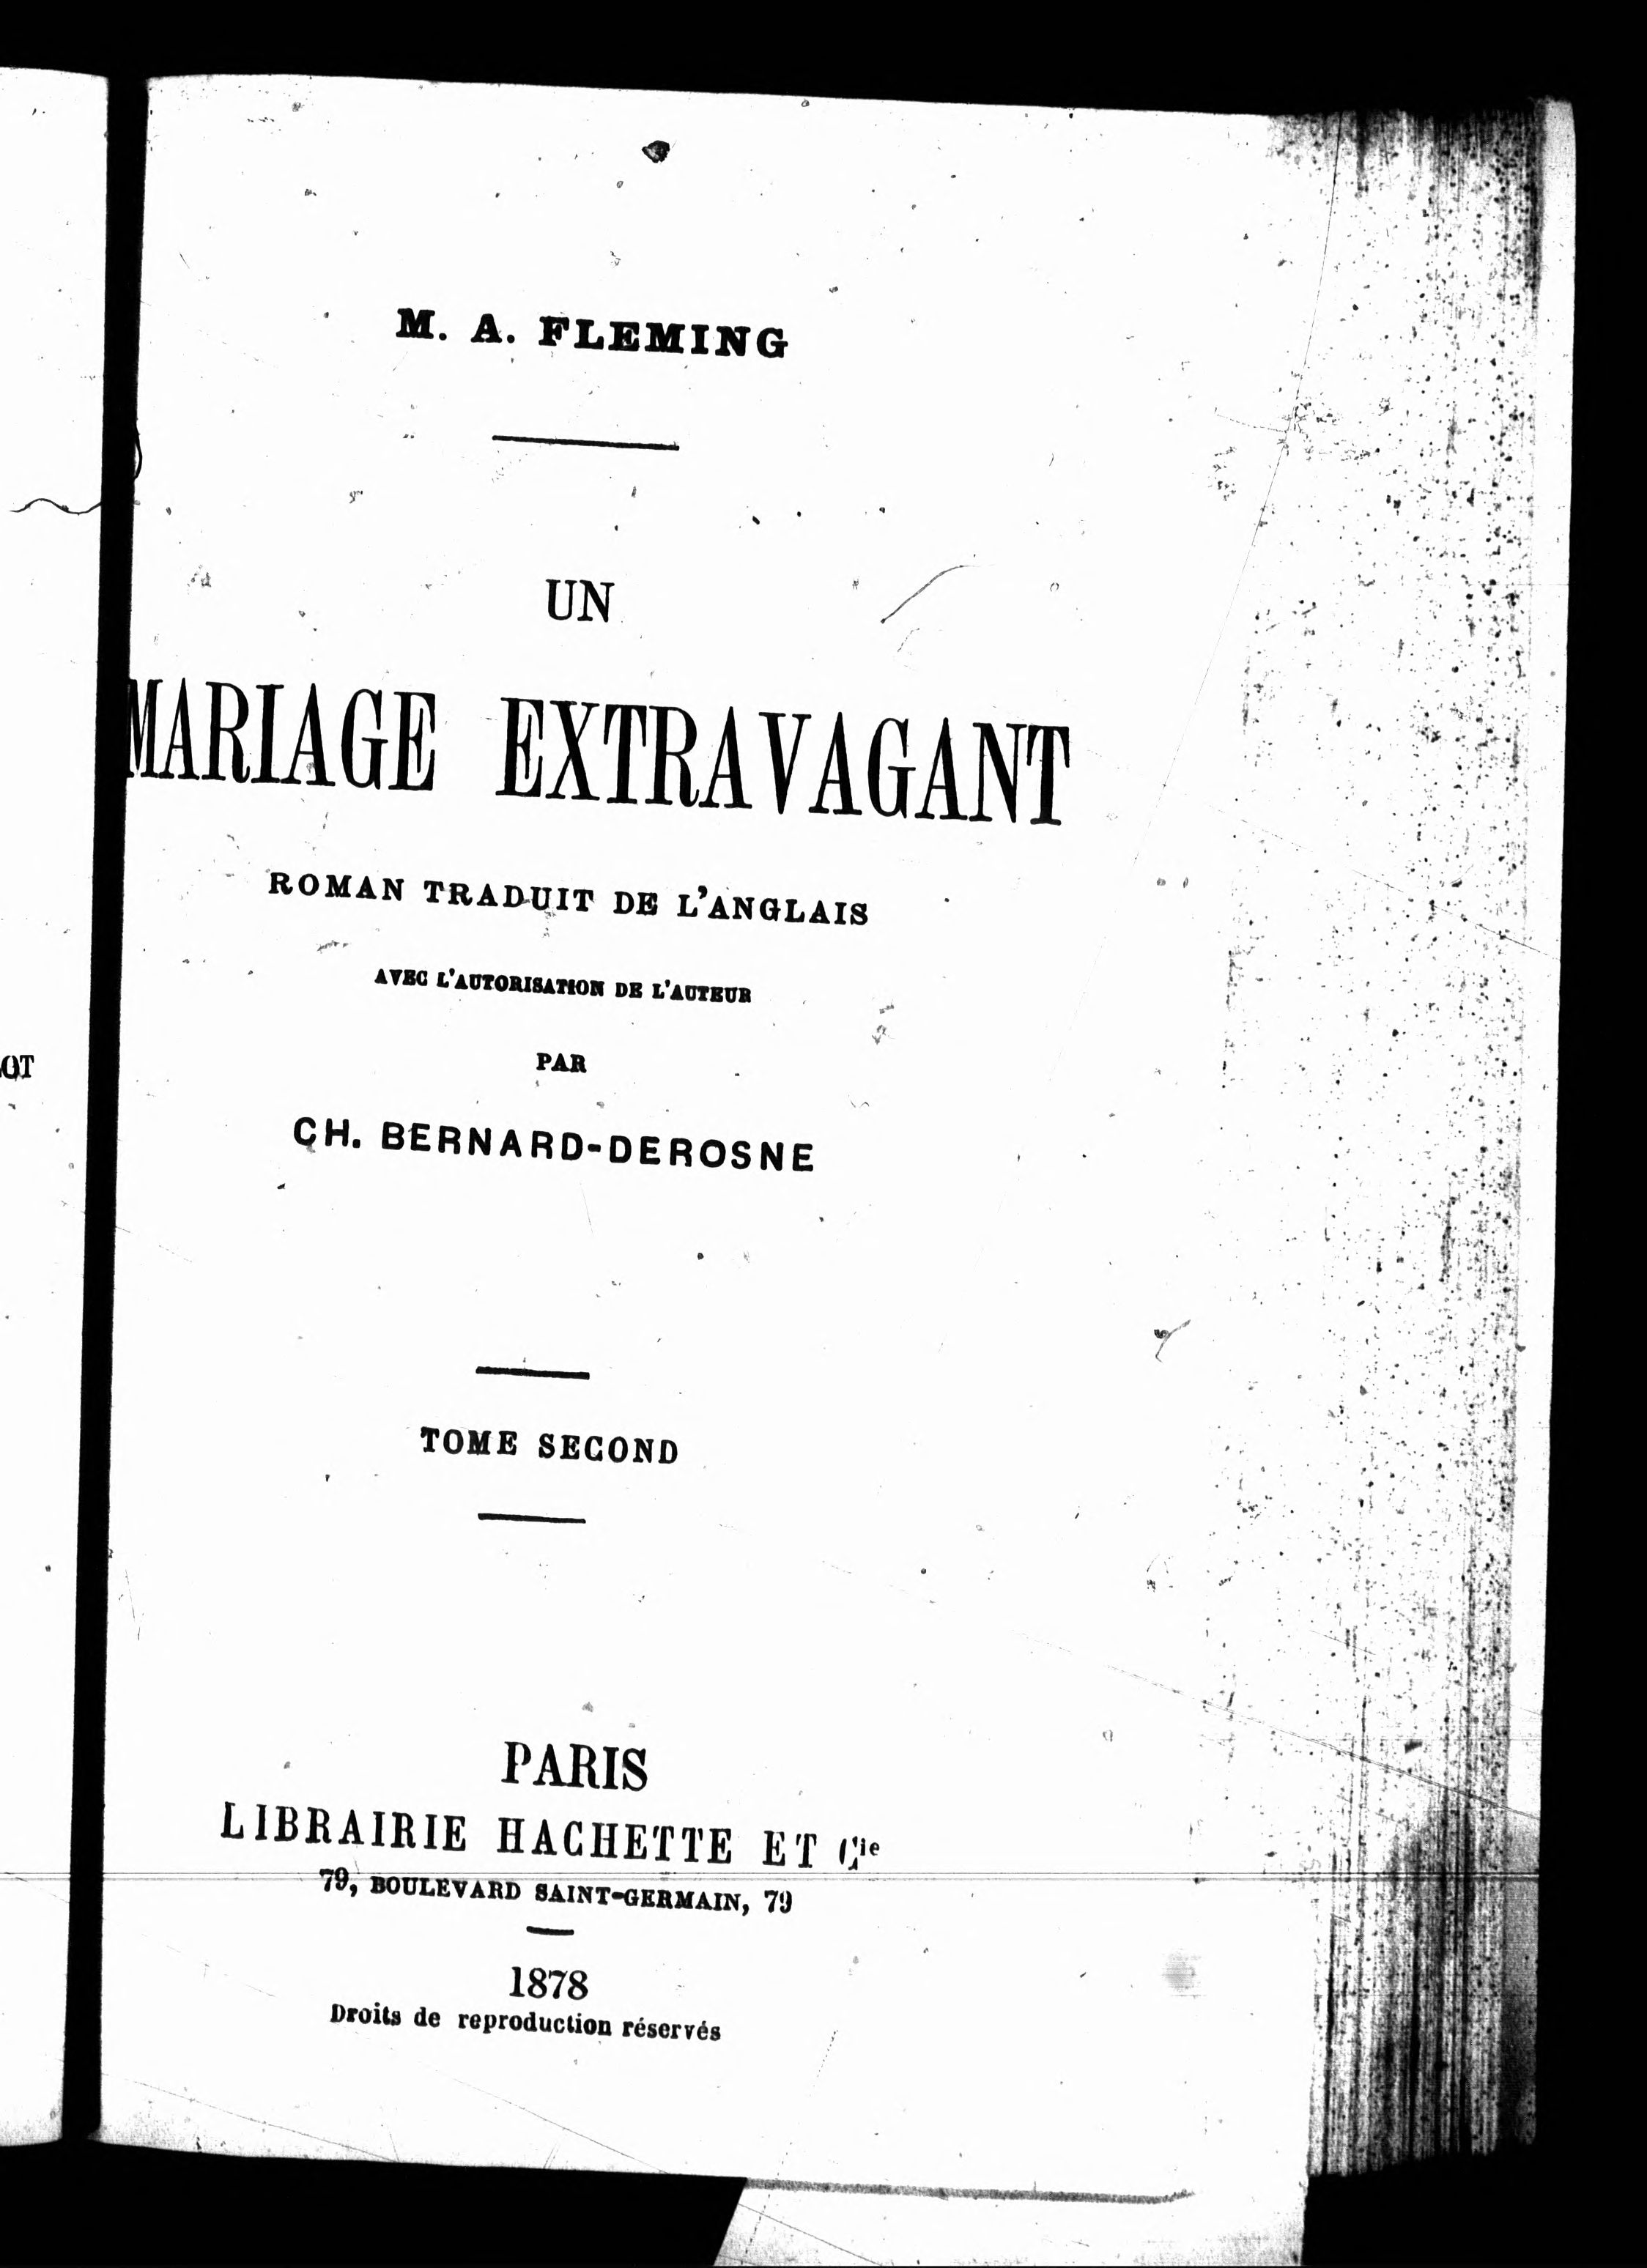 M. A. FLEMING
UN
MARIAGE EXTRAVAGANT
ROMAN TRADUIT DE L'ANGLAIS
AVEC L'AUTORISATION DE L'AUTEUR
PAR
CH. BERNARD-DEROSNE
TOME SECOND
PARIS
LIBRAIRIE HACHETTE ET Cie
79, BOULEVARD SAINT-GERMAIN, 79
1878
Droits de reproduction réservés